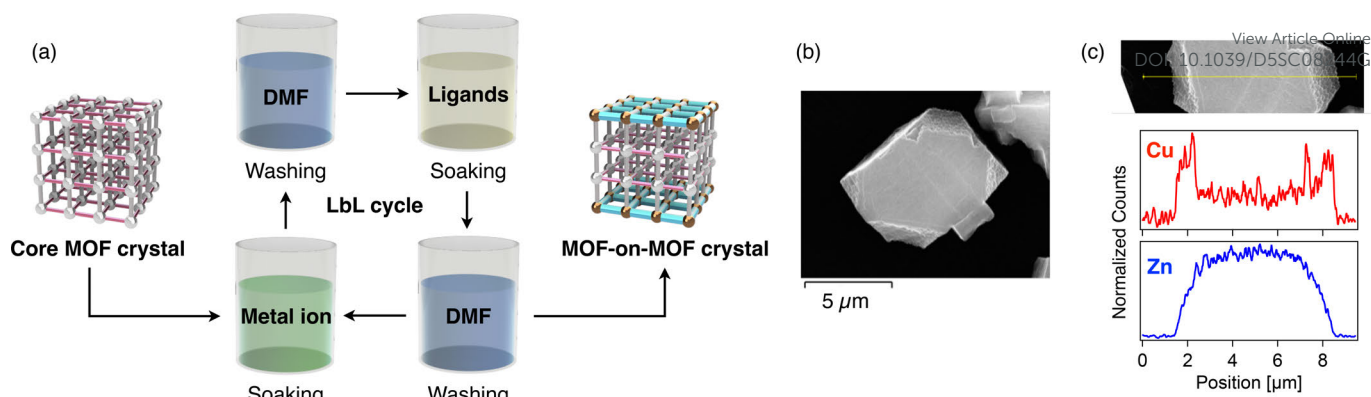 (a)
DMF
Washing
Ligands
Soaking
LbL cycle
Core MOF crystal
MOF-on-MOF crystal
Metal ion
Soaking
DMF
Washing
(b)
5 µm
(c)
View Article Online
Cu
Zn
Normalized Counts
0 2 4 6 8
Position [µm]